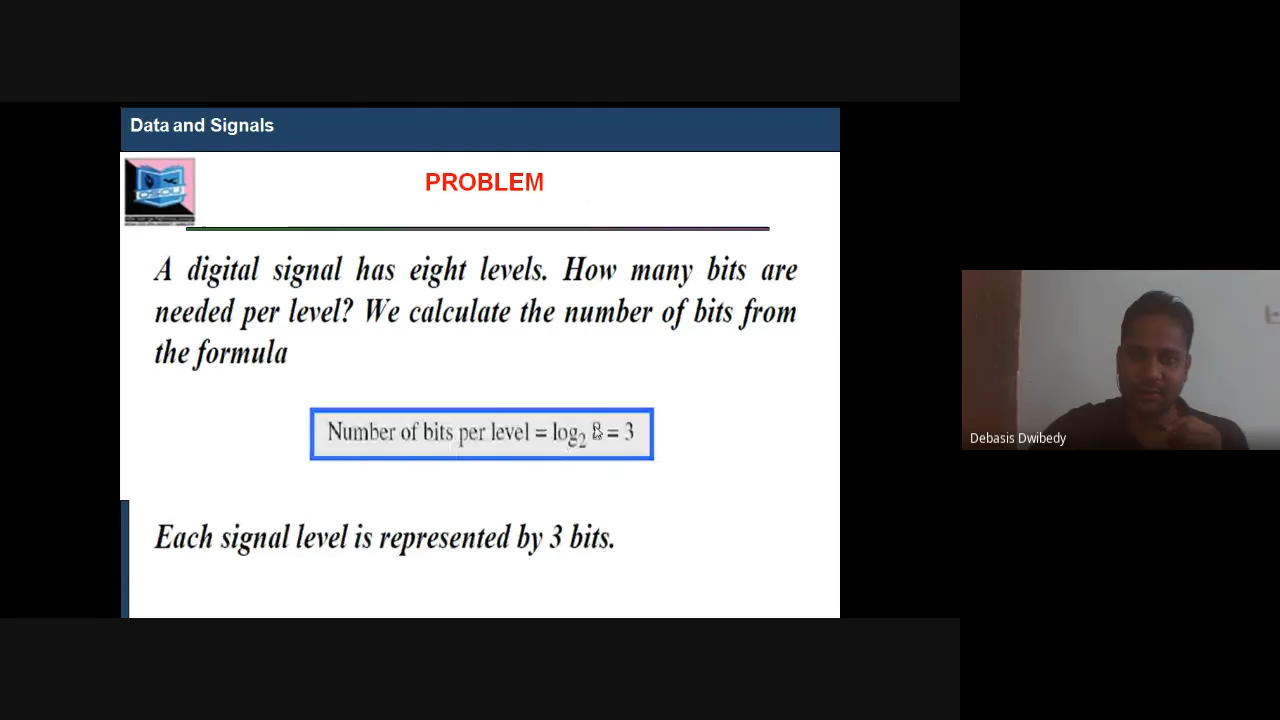 Data and Signals
OSOU
PROBLEM
A digital signal has eight levels. How many bits are
needed per level? We calculate the number of bits from
the formula
Number of bits per level = log₂ 8 = 3
Each signal level is represented by 3 bits.
Debasis Dwibedy